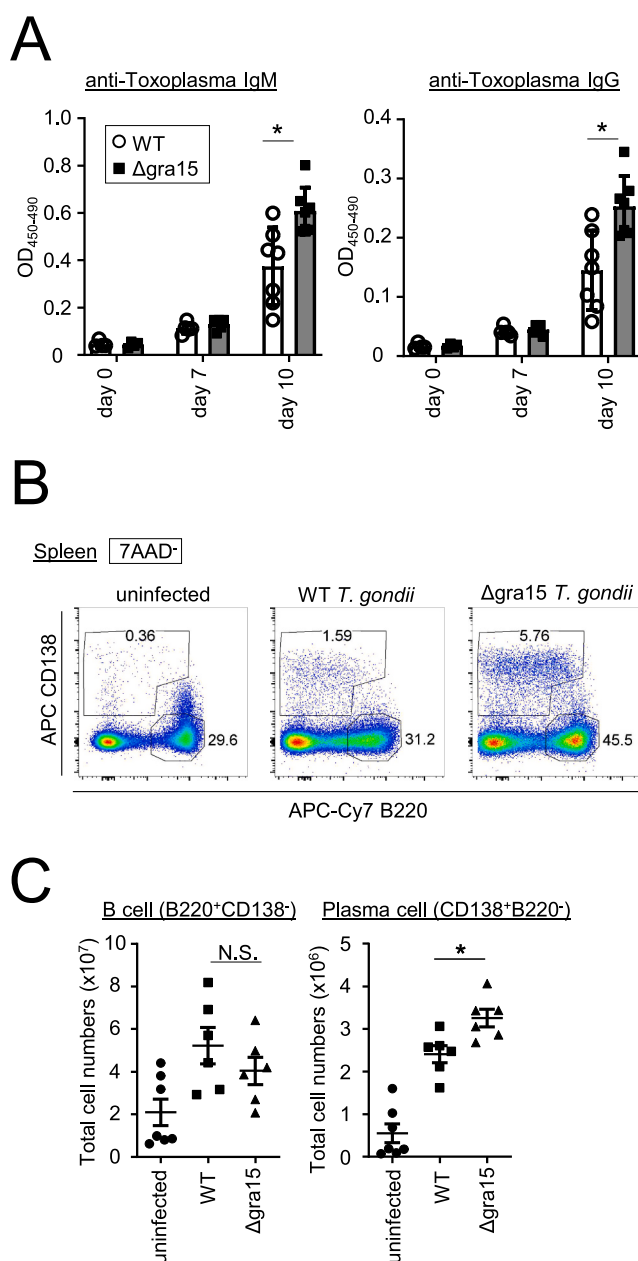 A
anti-Toxoplasma IgM
anti-Toxoplasma IgG
1.0
0.8
0.6
0.4
0.2
0
OD450-490
WT
Δgra15
*
day 0
day 7
day 10
0.4
0.3
0.2
0.1
0
OD450-490
*
day 0
day 7
day 10
B
Spleen 7AAD-
uninfected
WT T. gondii
Δgra15 T. gondii
0.36
1.59
5.76
29.6
31.2
45.5
APC CD138
APC-Cy7 B220
C
B cell (B220+CD138-)
Plasma cell (CD138+B220-)
Total cell numbers (x10⁷)
10
8
6
4
2
0
N.S.
uninfected
WT
Δgra15
Total cell numbers (x10⁶)
5
4
3
2
1
0
*
uninfected
WT
Δgra15